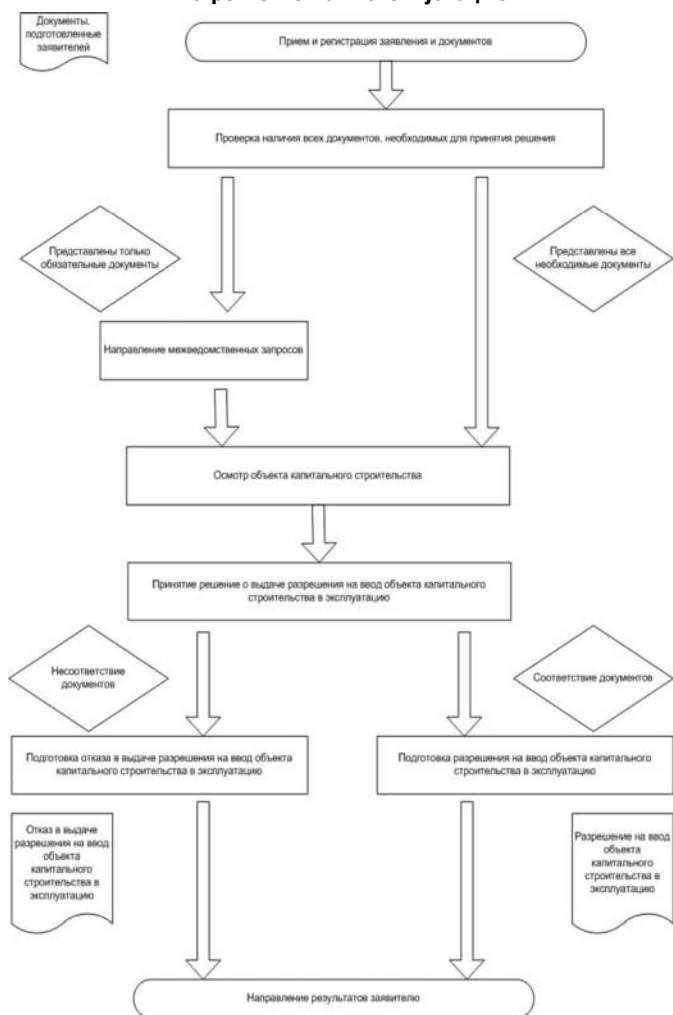 Документы,
подготовленные
заявителей
Прием и регистрация заявления и документов
Проверка наличия всех документов, необходимых для принятия решения
Представлены только
обязательные документы
Представлены все
необходимые документы
Направление межведомственных запросов
Осмотр объекта капитального строительства
Принятие решение о выдаче разрешения на ввод объекта капитального
строительства в эксплуатацию
Несоответствие
документов
Соответствие документов
Подготовка отказа в выдаче разрешения на ввод объекта
капитального строительства в эксплуатацию
Подготовка разрешения на ввод объекта капитального
строительства в эксплуатацию
Отказ в выдаче
разрешения на ввод
объекта
капитального
строительства в
эксплуатацию
Разрешение на ввод
объекта
капитального
строительства в
эксплуатацию
Направление результатов заявителю